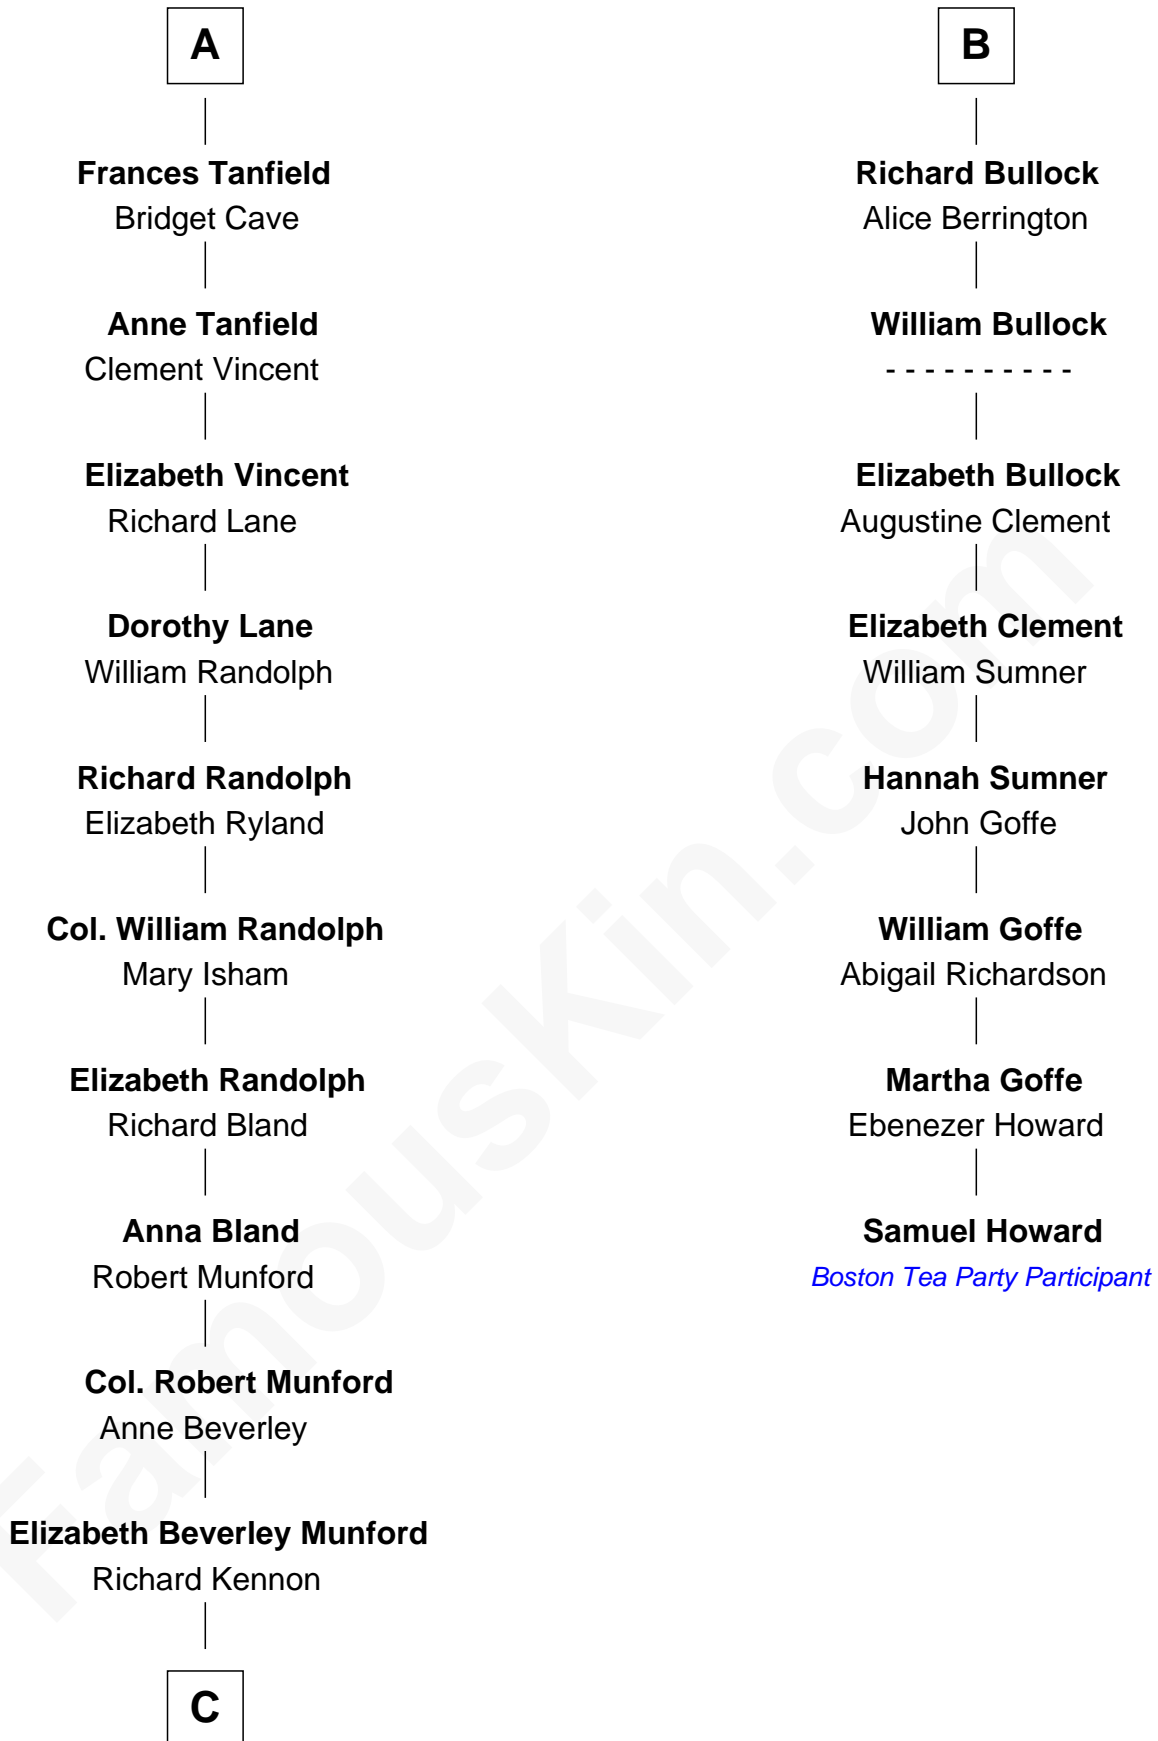 A
Frances Tanfield
Bridget Cave
Anne Tanfield
Clement Vincent
Elizabeth Vincent
Richard Lane
Dorothy Lane
William Randolph
Richard Randolph
Elizabeth Ryland
Col. William Randolph
Mary Isham
Elizabeth Randolph
Richard Bland
Anna Bland
Robert Munford
Col. Robert Munford
Anne Beverley
Elizabeth Beverley Munford
Richard Kennon
C
B
Richard Bullock
Alice Berrington
William Bullock
- - - - - - - - - -
Elizabeth Bullock
Augustine Clement
Elizabeth Clement
William Sumner
Hannah Sumner
John Goffe
William Goffe
Abigail Richardson
Martha Goffe
Ebenezer Howard
Samuel Howard
Boston Tea Party Participant
FamousKin.com